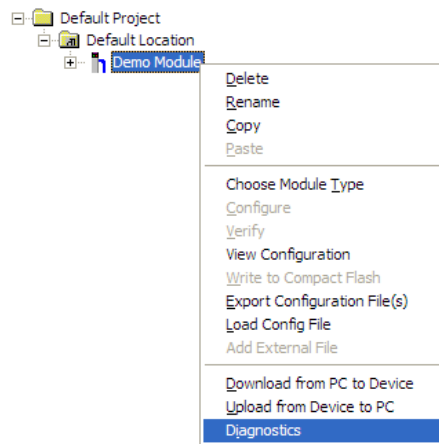 Default Project
Default Location
Demo Module
Delete
Rename
Copy
Paste
Choose Module Type
Configure
Verify
View Configuration
Write to Compact Flash
Export Configuration File(s)
Load Config File
Add External File
Download from PC to Device
Upload from Device to PC
Diagnostics